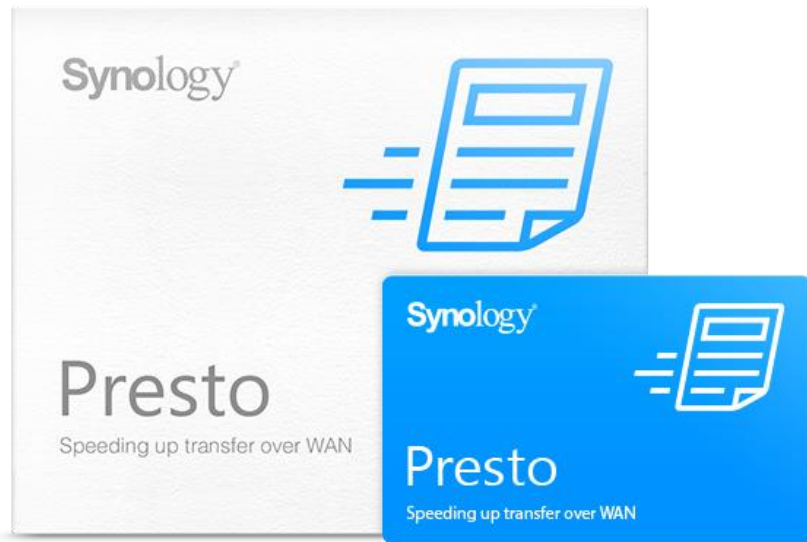 Synology®
Presto
Speeding up transfer over WAN
Synology®
Presto
Speeding up transfer over WAN